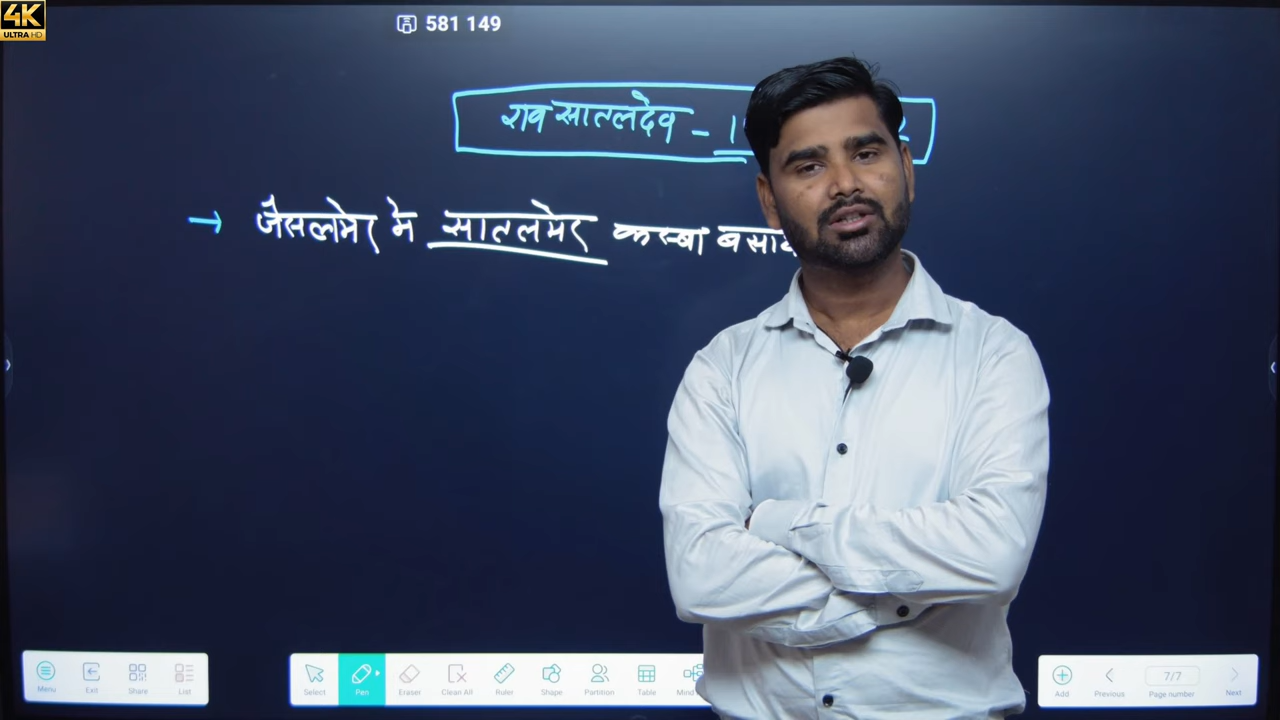 4K
ULTRA HD
581 149
राव सातलदेव - 1
→ जैसलमेर में सातलमेर कस्बा बसाय
Menu Exit Share List
Select Pen Eraser Clean All Ruler Shape Partition Table Mind
Add Previous 7/7 Page number Next